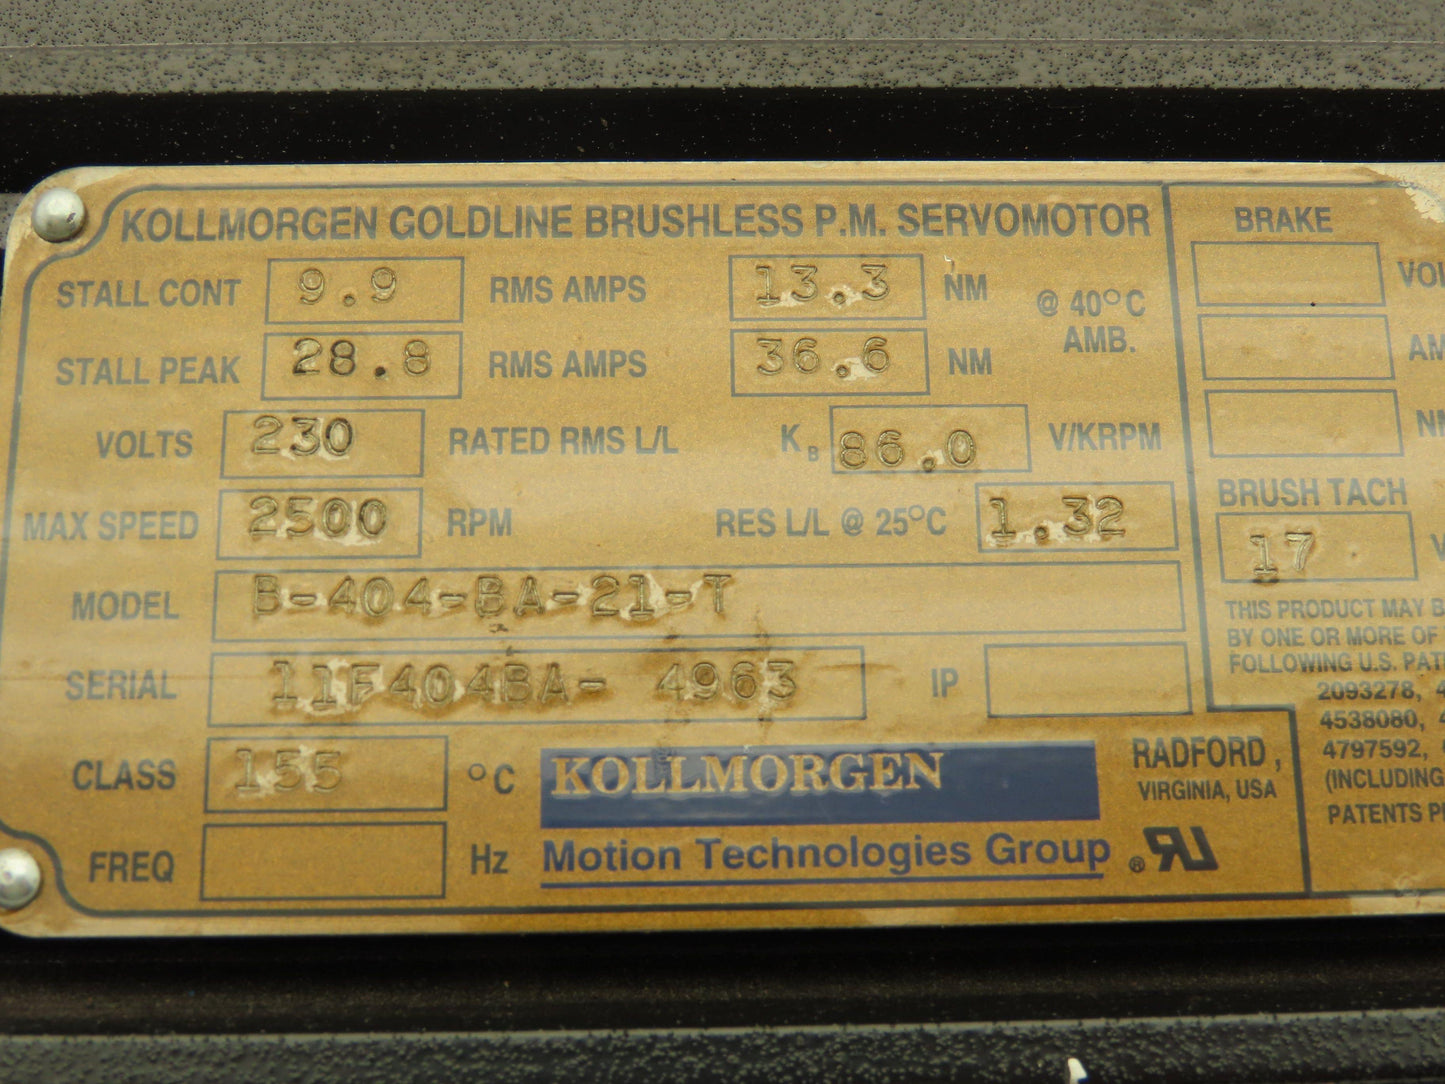 KOLLMORGEN GOLDLINE BRUSHLESS P.M. SERVOMOTOR
STALL CONT 9.9 RMS AMPS 13.3 NM
@ 40°C AMB.
STALL PEAK 28.8 RMS AMPS 36.6 NM
VOLTS 230 RATED RMS L/L KB 86.0 V/KRPM
MAX SPEED 2500 RPM RES L/L @ 25°C 1.32
MODEL B-404-BA-21-T
SERIAL 11F404BA- 4963 IP
CLASS 155 °C
FREQ Hz
KOLLMORGEN
Motion Technologies Group ®
RADFORD,
VIRGINIA, USA
BRAKE
BRUSH TACH
17
THIS PRODUCT MAY
BY ONE OR MORE OF
FOLLOWING U.S.
2093278,
4538080,
4797592,
(INCLUDING
PATENTS